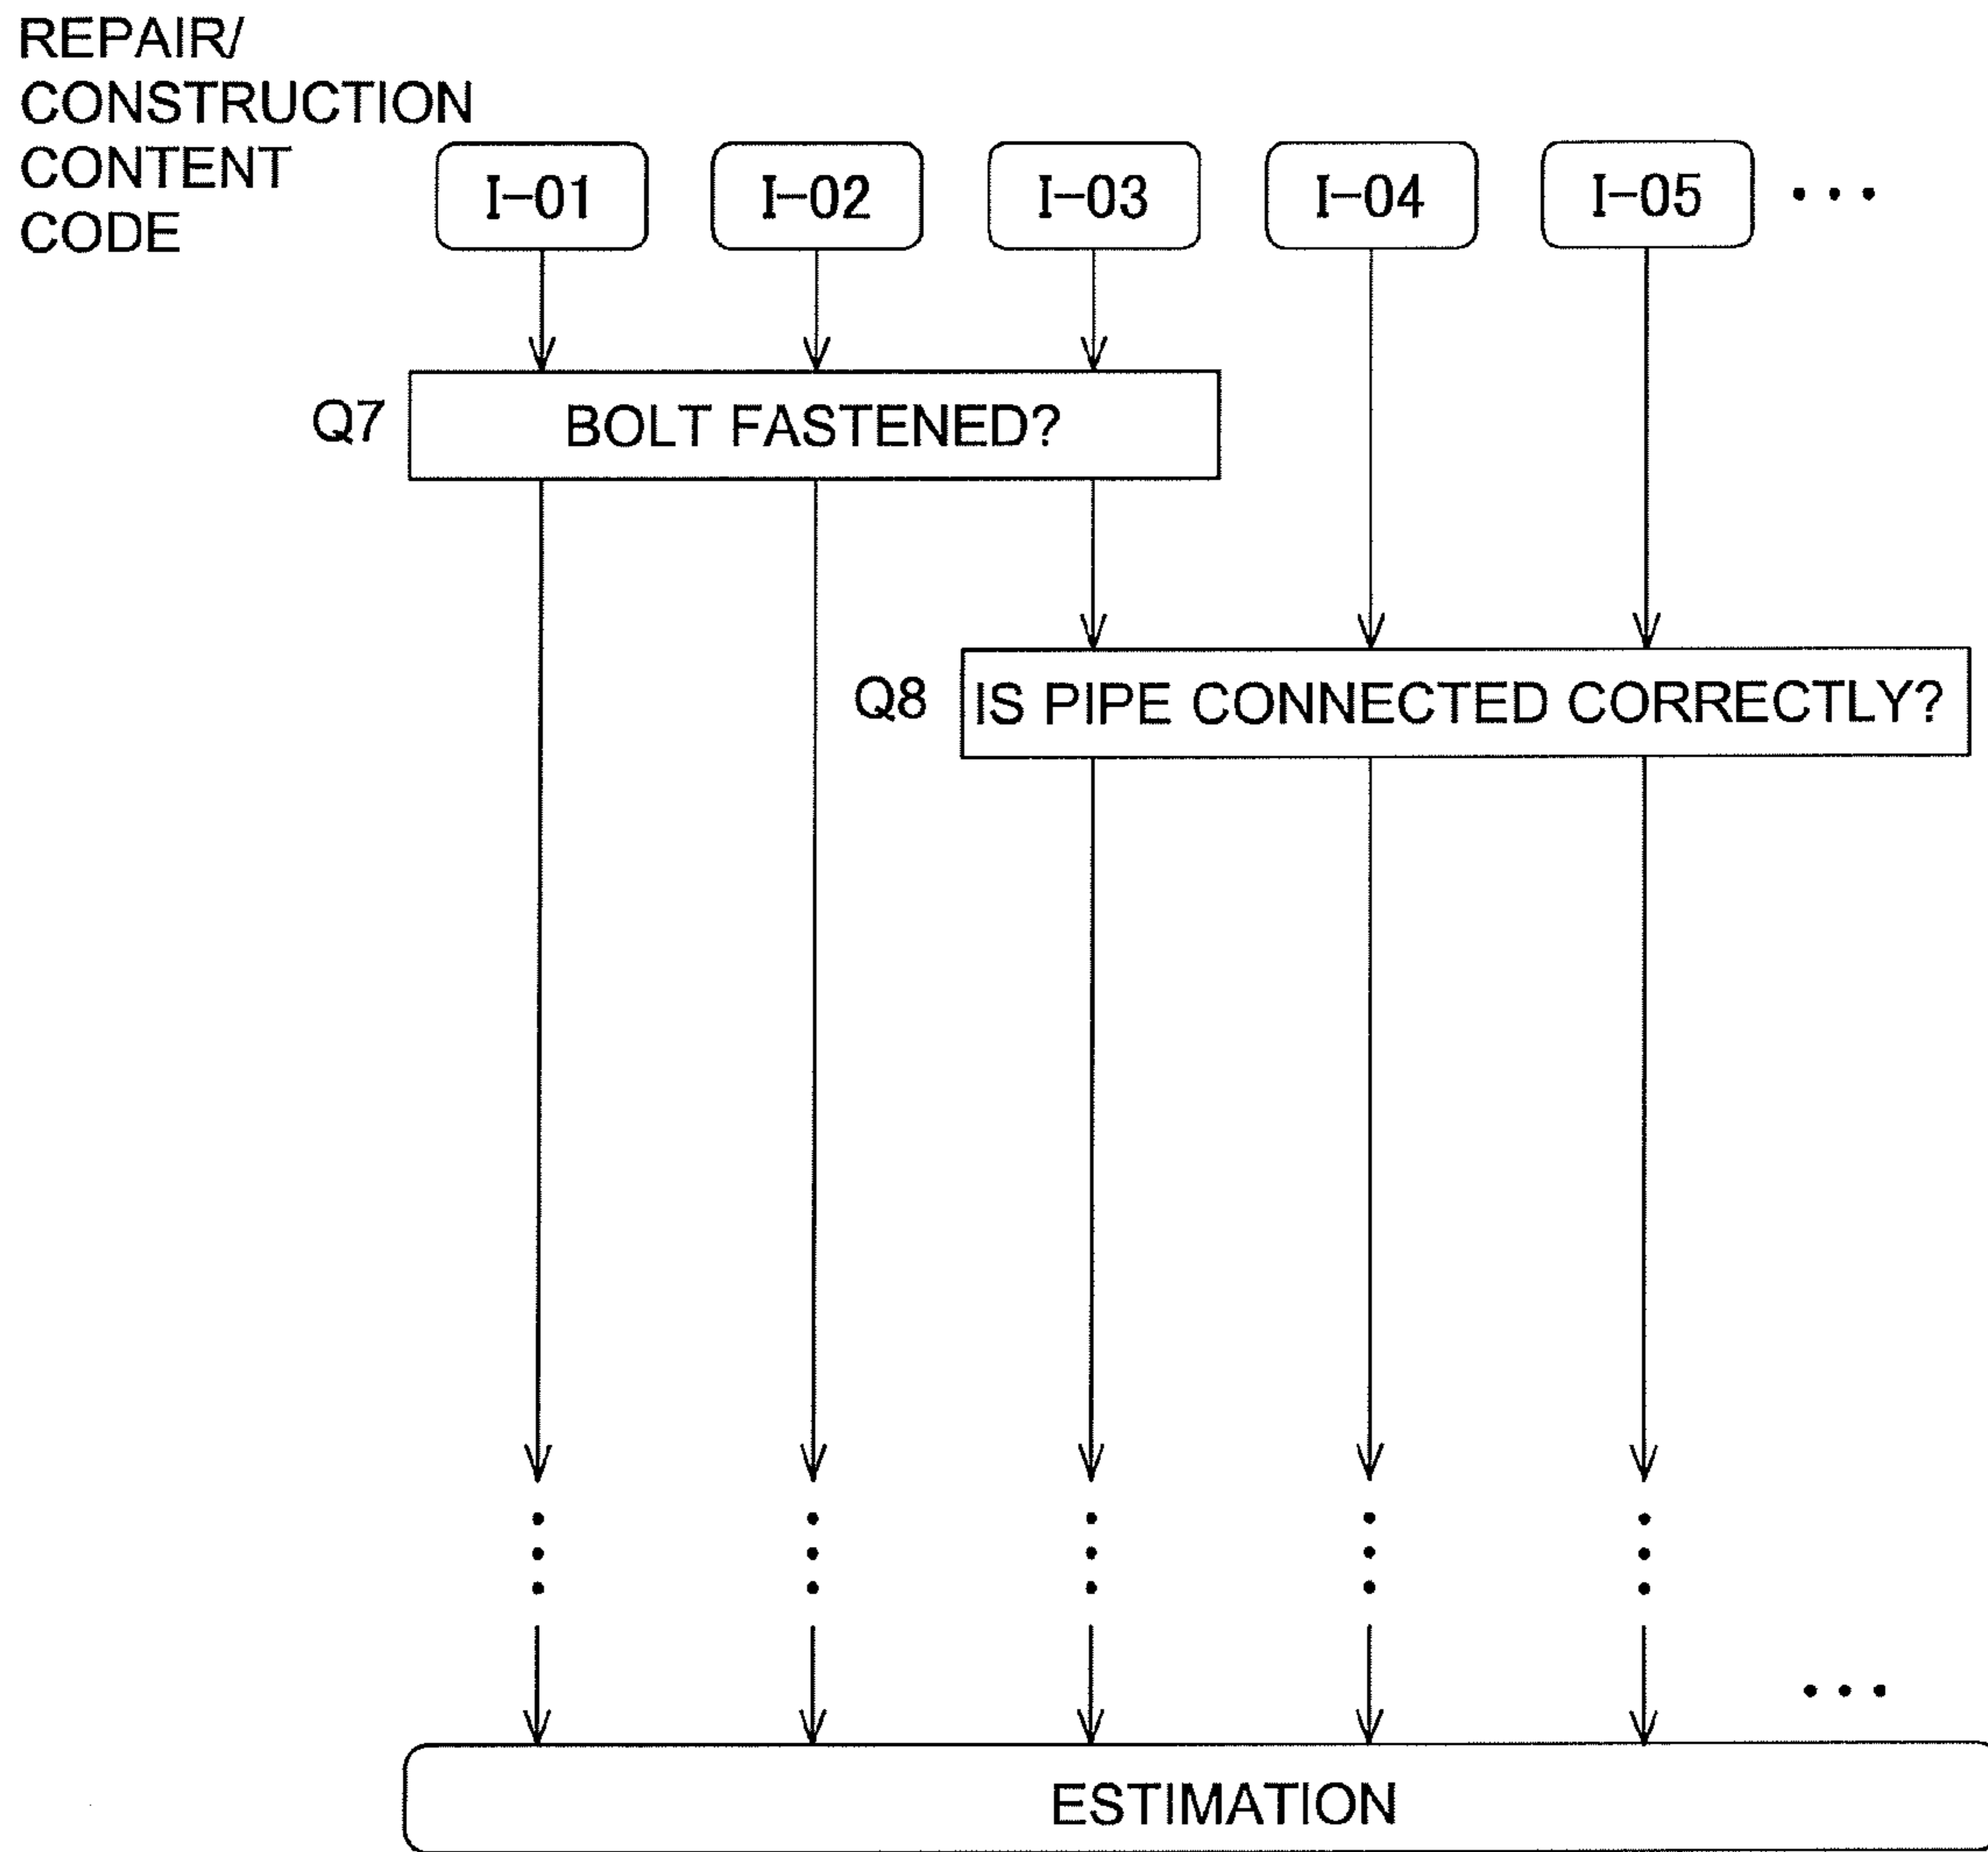 REPAIR/
CONSTRUCTION
CONTENT
CODE
I-01 I-02 I-03 I-04 I-05 ...
Q7 BOLT FASTENED?
Q8 IS PIPE CONNECTED CORRECTLY?
...
ESTIMATION